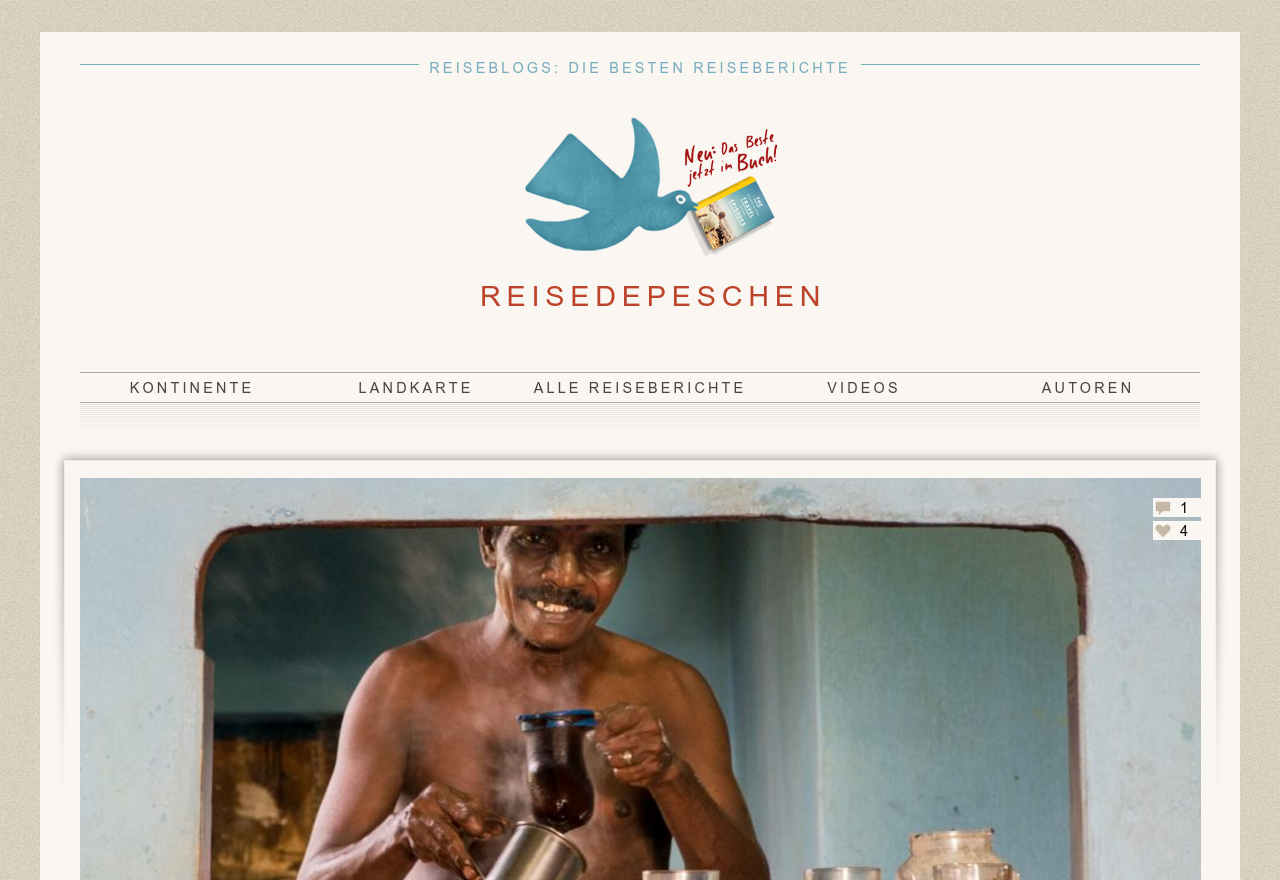 REISEBLOGS: DIE BESTEN REISEBERICHTE
Neu: Das Beste
jetzt im Buch!
THE
TRAVEL
EPISODES
REISEDEPESCHEN
KONTINENTE LANDKARTE ALLE REISEBERICHTE VIDEOS AUTOREN
1
4